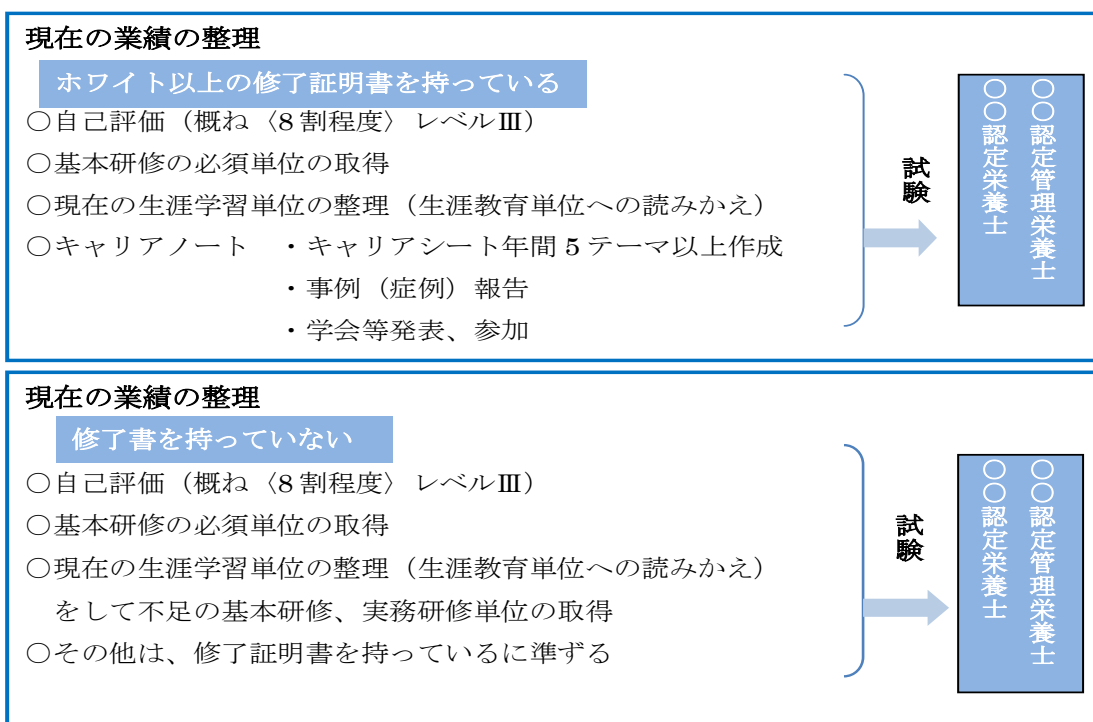 現在の業績の整理
ホワイト以上の修了証明書を持っている
○自己評価（概ね〈8割程度〉レベルⅢ）
○基本研修の必須単位の取得
○現在の生涯学習単位の整理（生涯教育単位への読みかえ）
○キャリアノート　・キャリアシート年間5テーマ以上作成
・事例（症例）報告
・学会等発表、参加
試験
○○認定管理栄養士
○○認定栄養士
現在の業績の整理
修了書を持っていない
○自己評価（概ね〈8割程度〉レベルⅢ）
○基本研修の必須単位の取得
○現在の生涯学習単位の整理（生涯教育単位への読みかえ）
をして不足の基本研修、実務研修単位の取得
○その他は、修了証明書を持っているに準ずる
試験
○○認定管理栄養士
○○認定栄養士